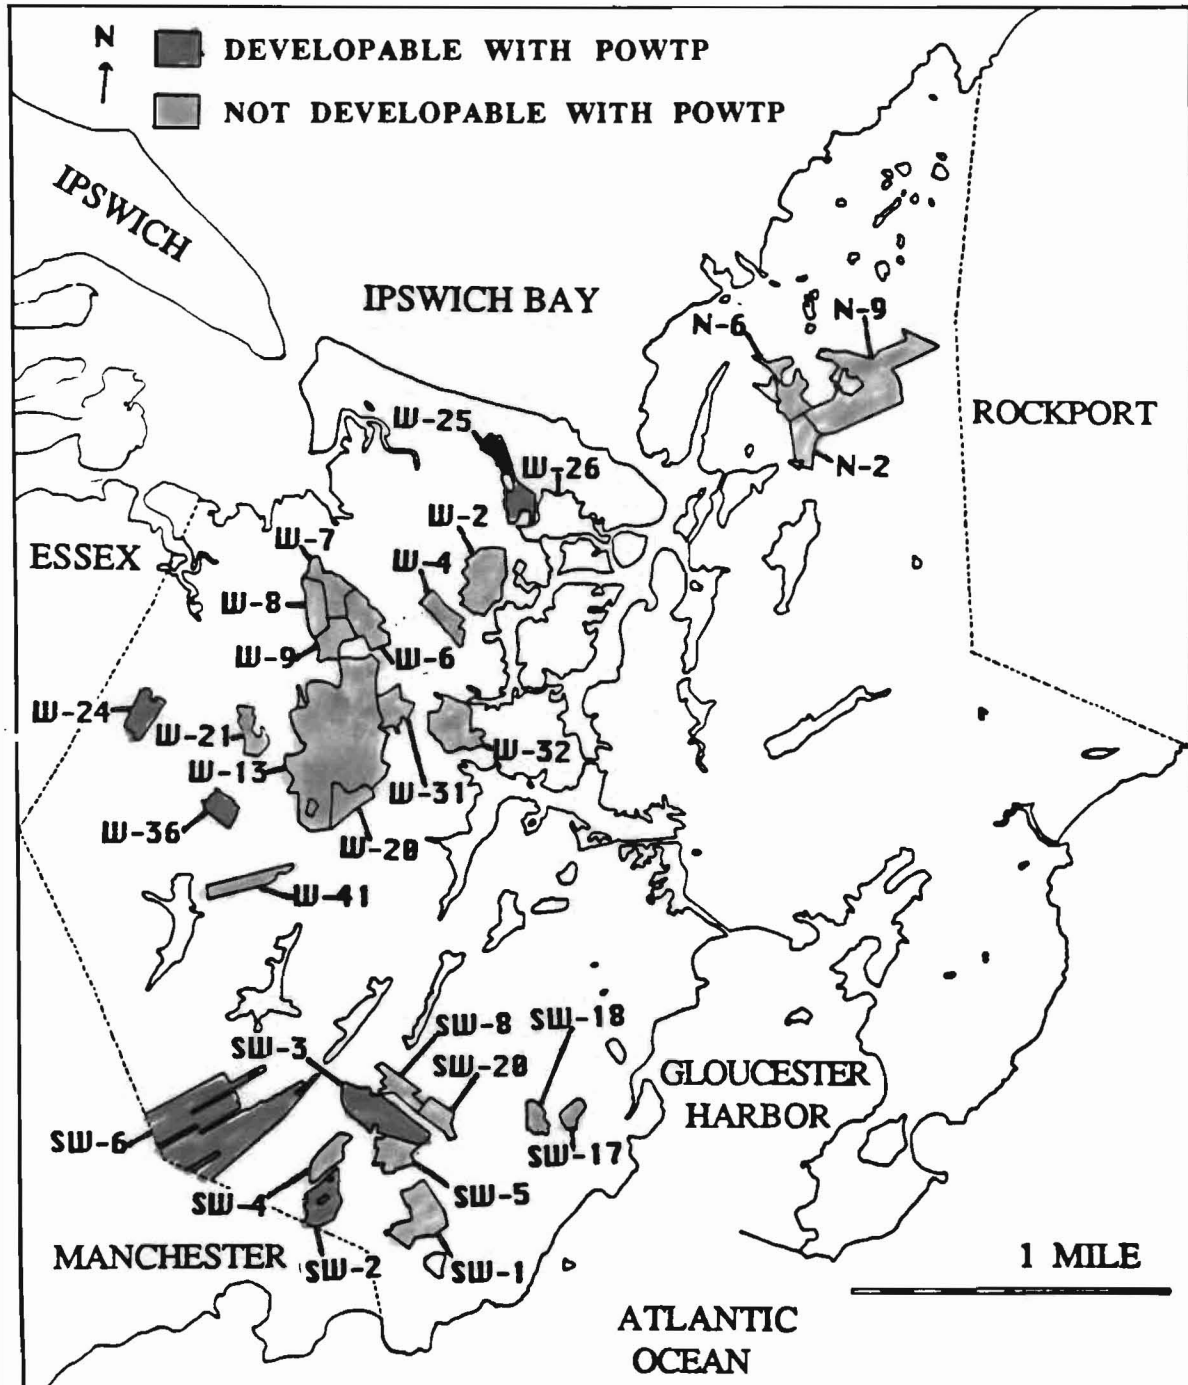 N
DEVELOPABLE WITH POWTP
NOT DEVELOPABLE WITH POWTP
IPSWICH
IPSWICH BAY
N-6
N-9
ROCKPORT
N-2
W-25
W-26
W-2
W-7
W-4
ESSEX
W-8
W-9
W-6
W-24
W-21
W-32
W-13
W-31
W-36
W-20
W-41
SW-8
SW-18
SW-3
SW-20
GLOUCESTER
HARBOR
SW-6
SW-17
SW-4
SW-5
MANCHESTER
SW-2
SW-1
1 MILE
ATLANTIC
OCEAN